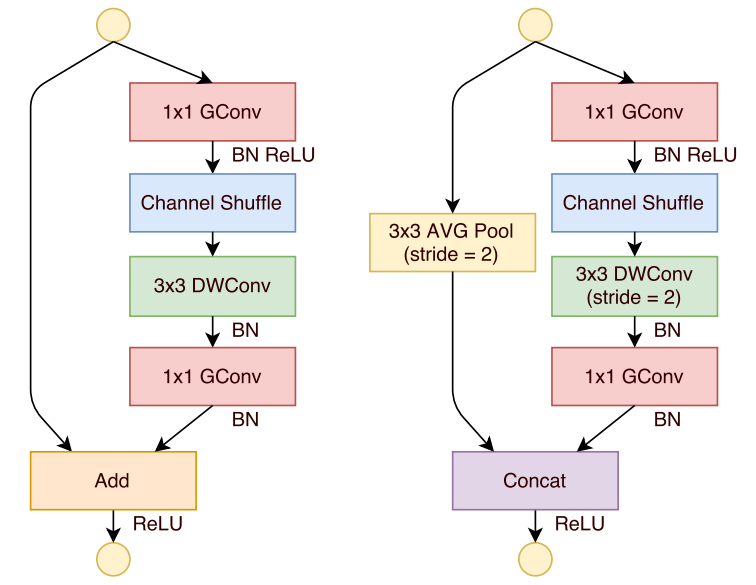 1x1 GConv
BN ReLU
Channel Shuffle
3x3 DWConv
BN
1x1 GConv
BN
Add
ReLU
1x1 GConv
BN ReLU
Channel Shuffle
3x3 AVG Pool
(stride = 2)
3x3 DWConv
(stride = 2)
BN
1x1 GConv
BN
Concat
ReLU